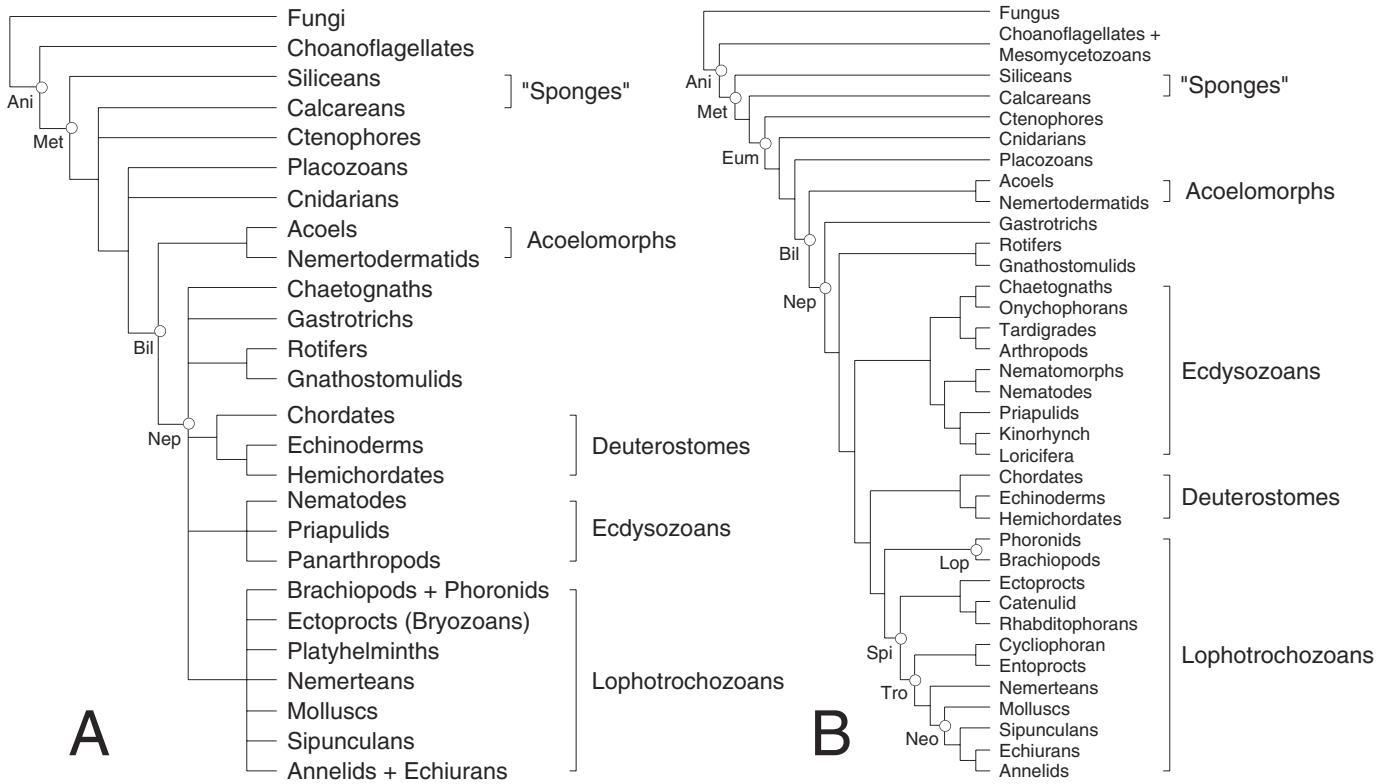 Fungi
Choanoflagellates
Siliceans
"Sponges"
Calcareans
Ani
Ctenophores
Met
Placozoans
Cnidarians
Acoels
Acoelomorphs
Nemertodermatids
Chaetognaths
Gastrotrichs
Bil
Rotifers
Gnathostomulids
Chordates
Nep
Echinoderms
Deuterostomes
Hemichordates
Nematodes
Priapulids
Ecdysozoans
Panarthropods
Brachiopods + Phoronids
Ectoprocts (Bryozoans)
Platyhelminths
Nemerteans
Lophotrochozoans
Molluscs
Sipunculans
Annelids + Echiurans
A
Fungus
Choanoflagellates +
Mesomycetozoans
Ani
Siliceans
"Sponges"
Calcareans
Met
Ctenophores
Cnidarians
Eum
Placozoans
Acoels
Acoelomorphs
Nemertodermatids
Gastrotrichs
Bil
Rotifers
Gnathostomulids
Chaetognaths
Nep
Onychophorans
Tardigrades
Arthropods
Ecdysozoans
Nematomorphs
Nematodes
Priapulids
Kinorhynch
Loricifera
Chordates
Echinoderms
Deuterostomes
Hemichordates
Phoronids
Lop
Brachiopods
Ectoprocts
Catenulid
Rhabditophorans
Cycliophoran
Spi
Lophotrochozoans
Entoprocts
Nemerteans
Tro
Molluscs
Sipunculans
Neo
Echiurans
Annelids
B